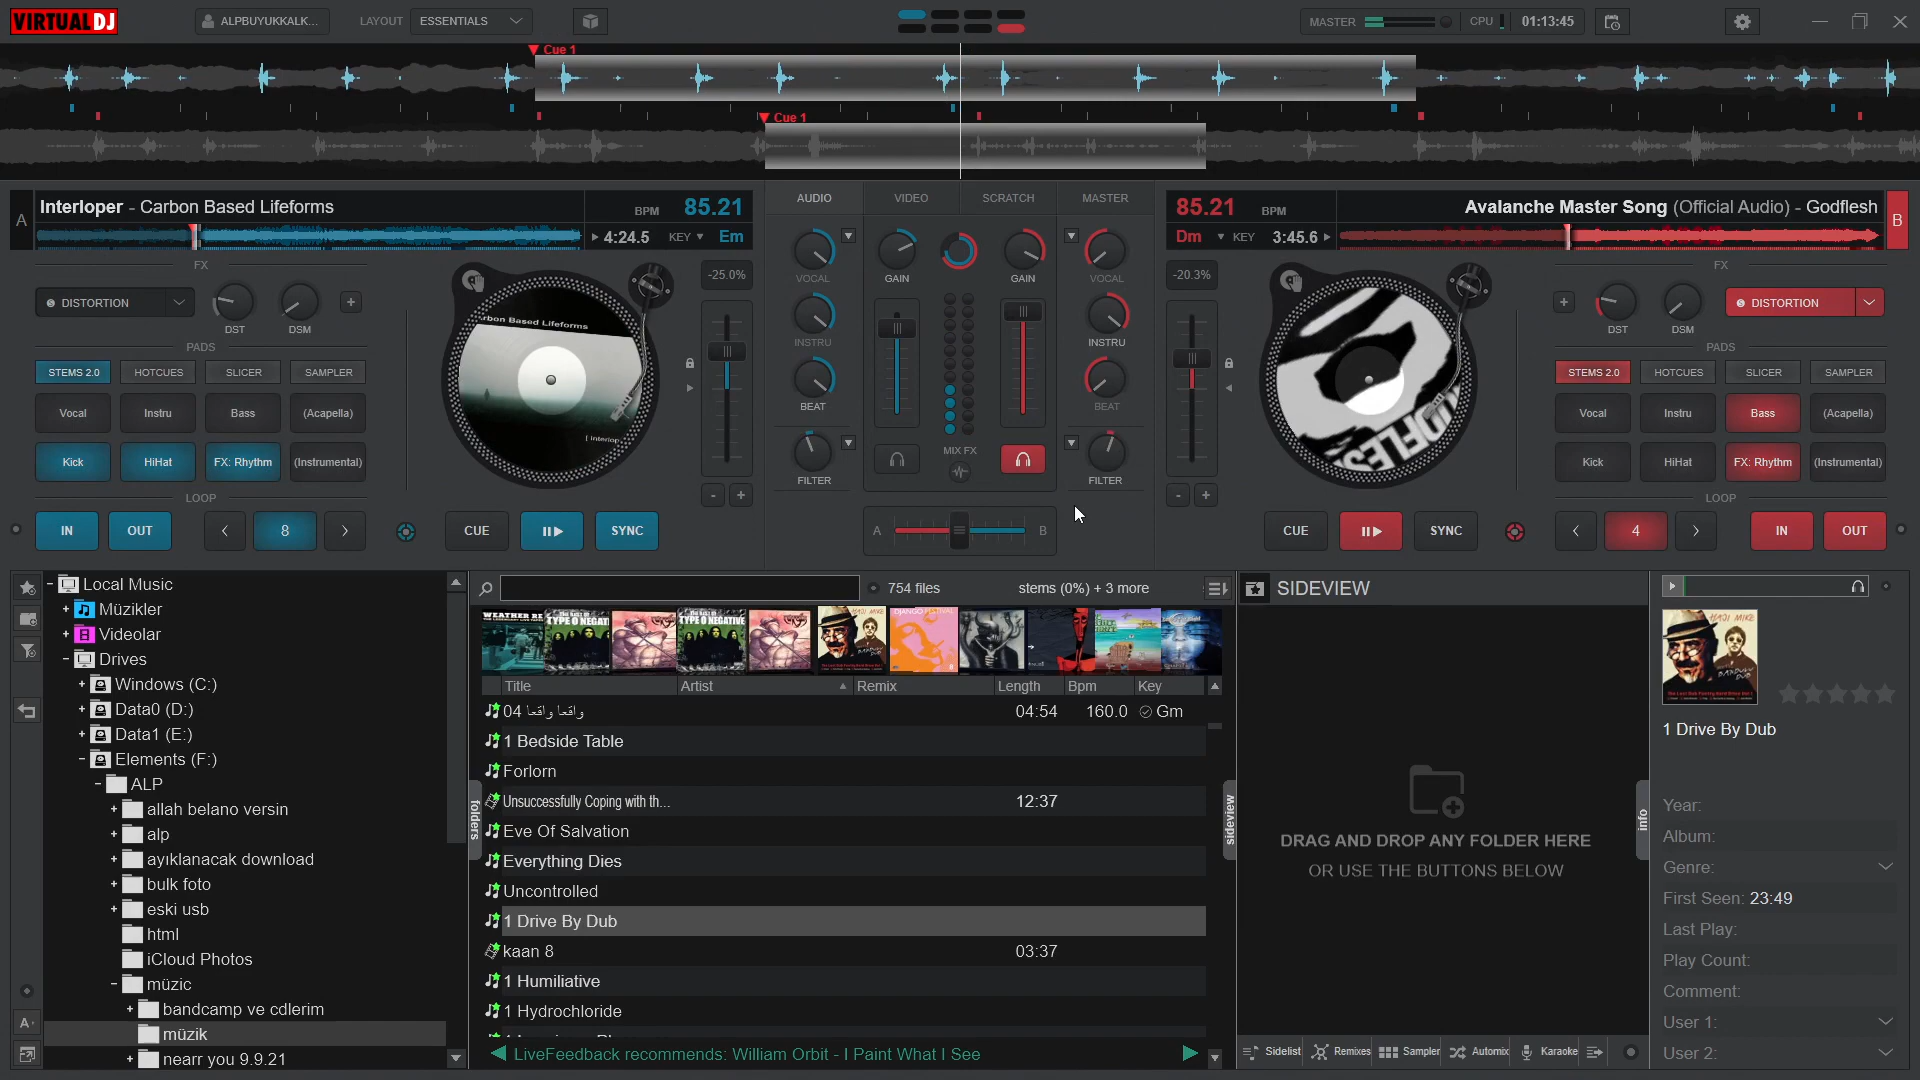 VIRTUALDJ
ALPBUYUKKALK...
LAYOUT ESSENTIALS
MASTER CPU 01:13:45
Cue 1
Cue 1
A Interloper - Carbon Based Lifeforms
BPM 85.21
4:24.5 KEY Em
AUDIO VIDEO SCRATCH MASTER
85.21 BPM
Avalanche Master Song (Official Audio) - Godflesh B
Dm KEY 3:45.6
FX
DISTORTION
DST DSM
PADS
STEMS 2.0 HOTCUES SLICER SAMPLER
Vocal Instru Bass (Acapella)
Kick HiHat FX: Rhythm (Instrumental)
LOOP
IN OUT < 8 >
CUE SYNC
Carbon Based Lifeforms
-25.0%
- +
VOCAL GAIN GAIN VOCAL
INSTRU INSTRU
BEAT BEAT
MIX FX
FILTER FILTER
A B
-20.3%
- +
FX
DST DSM
DISTORTION
PADS
STEMS 2.0 HOTCUES SLICER SAMPLER
Vocal Instru Bass (Acapella)
Kick HiHat FX: Rhythm (Instrumental)
LOOP
CUE SYNC
< 4 > IN OUT
Local Music
Müzikler
Videolar
Drives
Windows (C:)
Data0 (D:)
Data1 (E:)
Elements (F:)
ALP
allah belano versin
alp
ayıklanacak download
bulk foto
eski usb
html
iCloud Photos
müzic
bandcamp ve cdlerim
müzik
nearr you 9.9.21
folders
754 files stems (0%) + 3 more
Title Artist Remix Length Bpm Key
04 واقعا واقعا 04:54 160.0 Gm
1 Bedside Table
Forlorn
Unsuccessfully Coping with th... 12:37
Eve Of Salvation
Everything Dies
Uncontrolled
1 Drive By Dub
kaan 8 03:37
1 Humiliative
1 Hydrochloride
LiveFeedback recommends: William Orbit - I Paint What I See
sideview
SIDEVIEW
DRAG AND DROP ANY FOLDER HERE
OR USE THE BUTTONS BELOW
Sidelist Remixes Sampler Automix Karaoke
info
HAJI MIKE
1 Drive By Dub
Year:
Album:
Genre:
First Seen: 23:49
Last Play:
Play Count:
Comment:
User 1:
User 2: